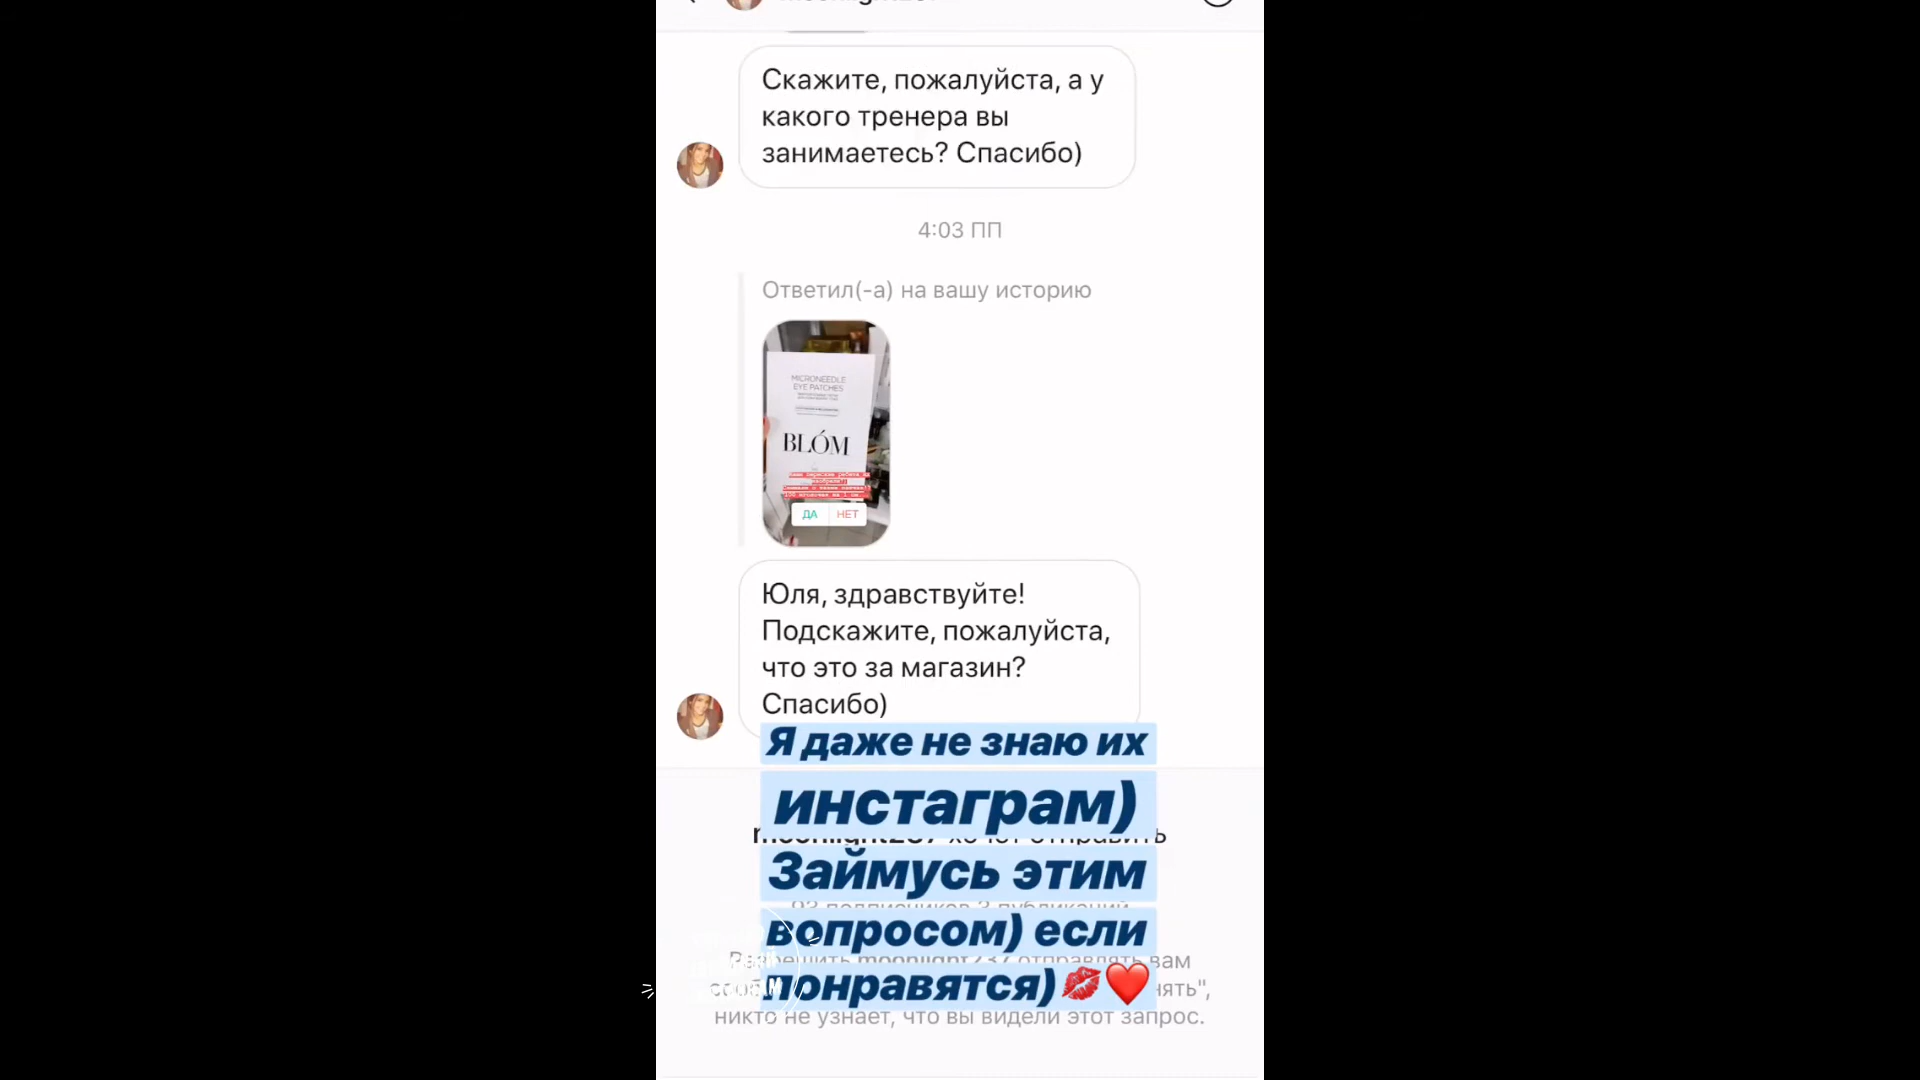 Скажите, пожалуйста, а у
какого тренера вы
занимаетесь? Спасибо)
4:03 ПП
Ответил(-а) на вашу историю
MICRONEEDLE
EYE PATCHES
BLÓM
ДА НЕТ
Юля, здравствуйте!
Подскажите, пожалуйста,
что это за магазин?
Спасибо)
Я даже не знаю их
инстаграм)
Займусь этим
вопросом) если
понравятся)💋❤️
никто не узнает, что вы видели этот запрос.